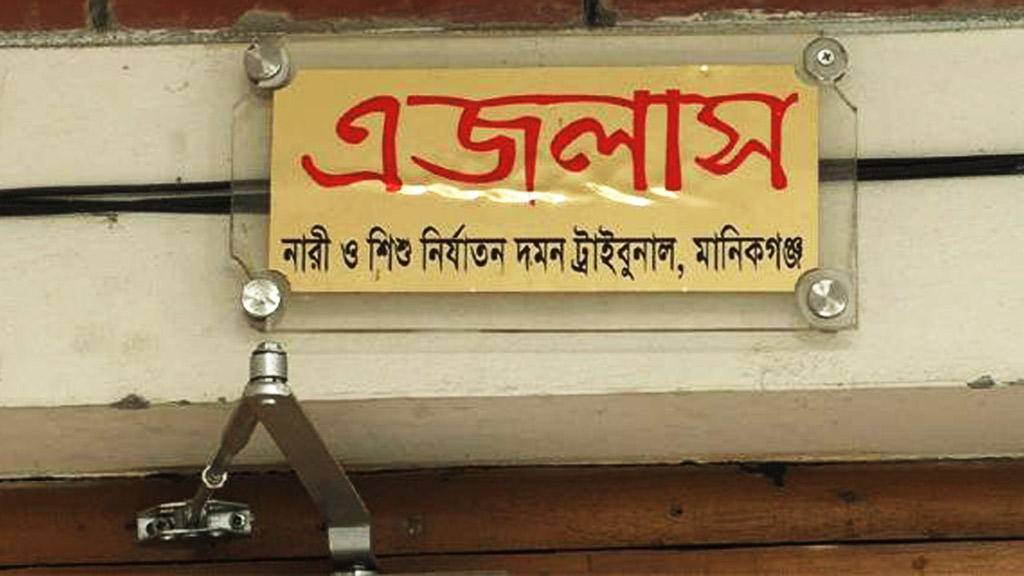 এজলাস
নারী ও শিশু নির্যাতন দমন ট্রাইবুনাল, মানিকগঞ্জ